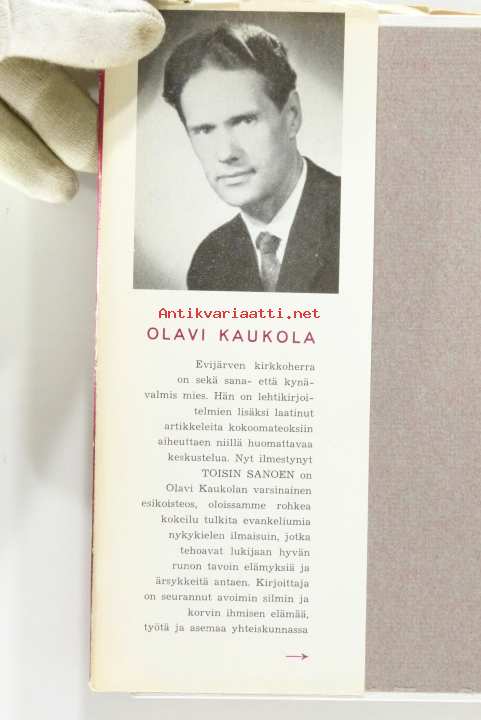 Antikvariaatti.net
OLAVI KAUKOLA
Evijärven kirkkoherra
on sekä sana- että kynä-
valmis mies. Hän on lehtikirjoi-
telmien lisäksi laatinut
artikkeleita kokoomateoksiin
aiheuttaen niillä huomattavaa
keskustelua. Nyt ilmestynyt
TOISIN SANOEN on
Olavi Kaukolan varsinainen
esikoisteos, oloissamme rohkea
kokeilu tulkita evankeliumia
nykykielen ilmaisuin, jotka
tehoavat lukijaan hyvän
runon tavoin elämyksiä ja
ärsykkeitä antaen. Kirjoittaja
on seurannut avoimin silmin ja
korvin ihmisen elämää,
työtä ja asemaa yhteiskunnassa